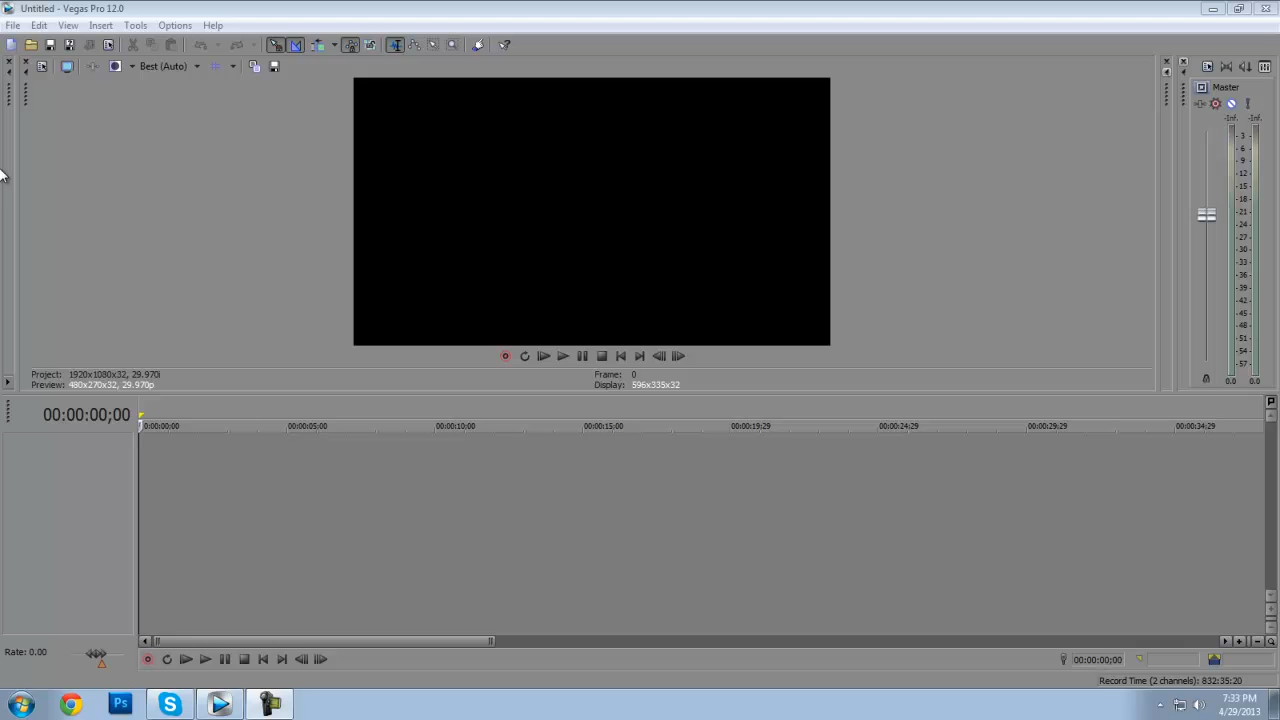 Untitled - Vegas Pro 12.0
File Edit View Insert Tools Options Help
Best (Auto)
Master
-Inf. -Inf.
3
6
9
12
15
18
21
24
27
30
33
36
39
42
45
48
51
54
57
0.0 0.0
Project: 1920x1080x32, 29.970i
Preview: 480x270x32, 29.970p
Frame: 0
Display: 596x335x32
00:00:00;00
0:00:00;00 00:00:05;00 00:00:10;00 00:00:15;00 00:00:19;29 00:00:24;29 00:00:29;29 00:00:34;29
Rate: 0.00
00:00:00;00
Record Time (2 channels): 832:35:20
Ps
7:33 PM
4/29/2013